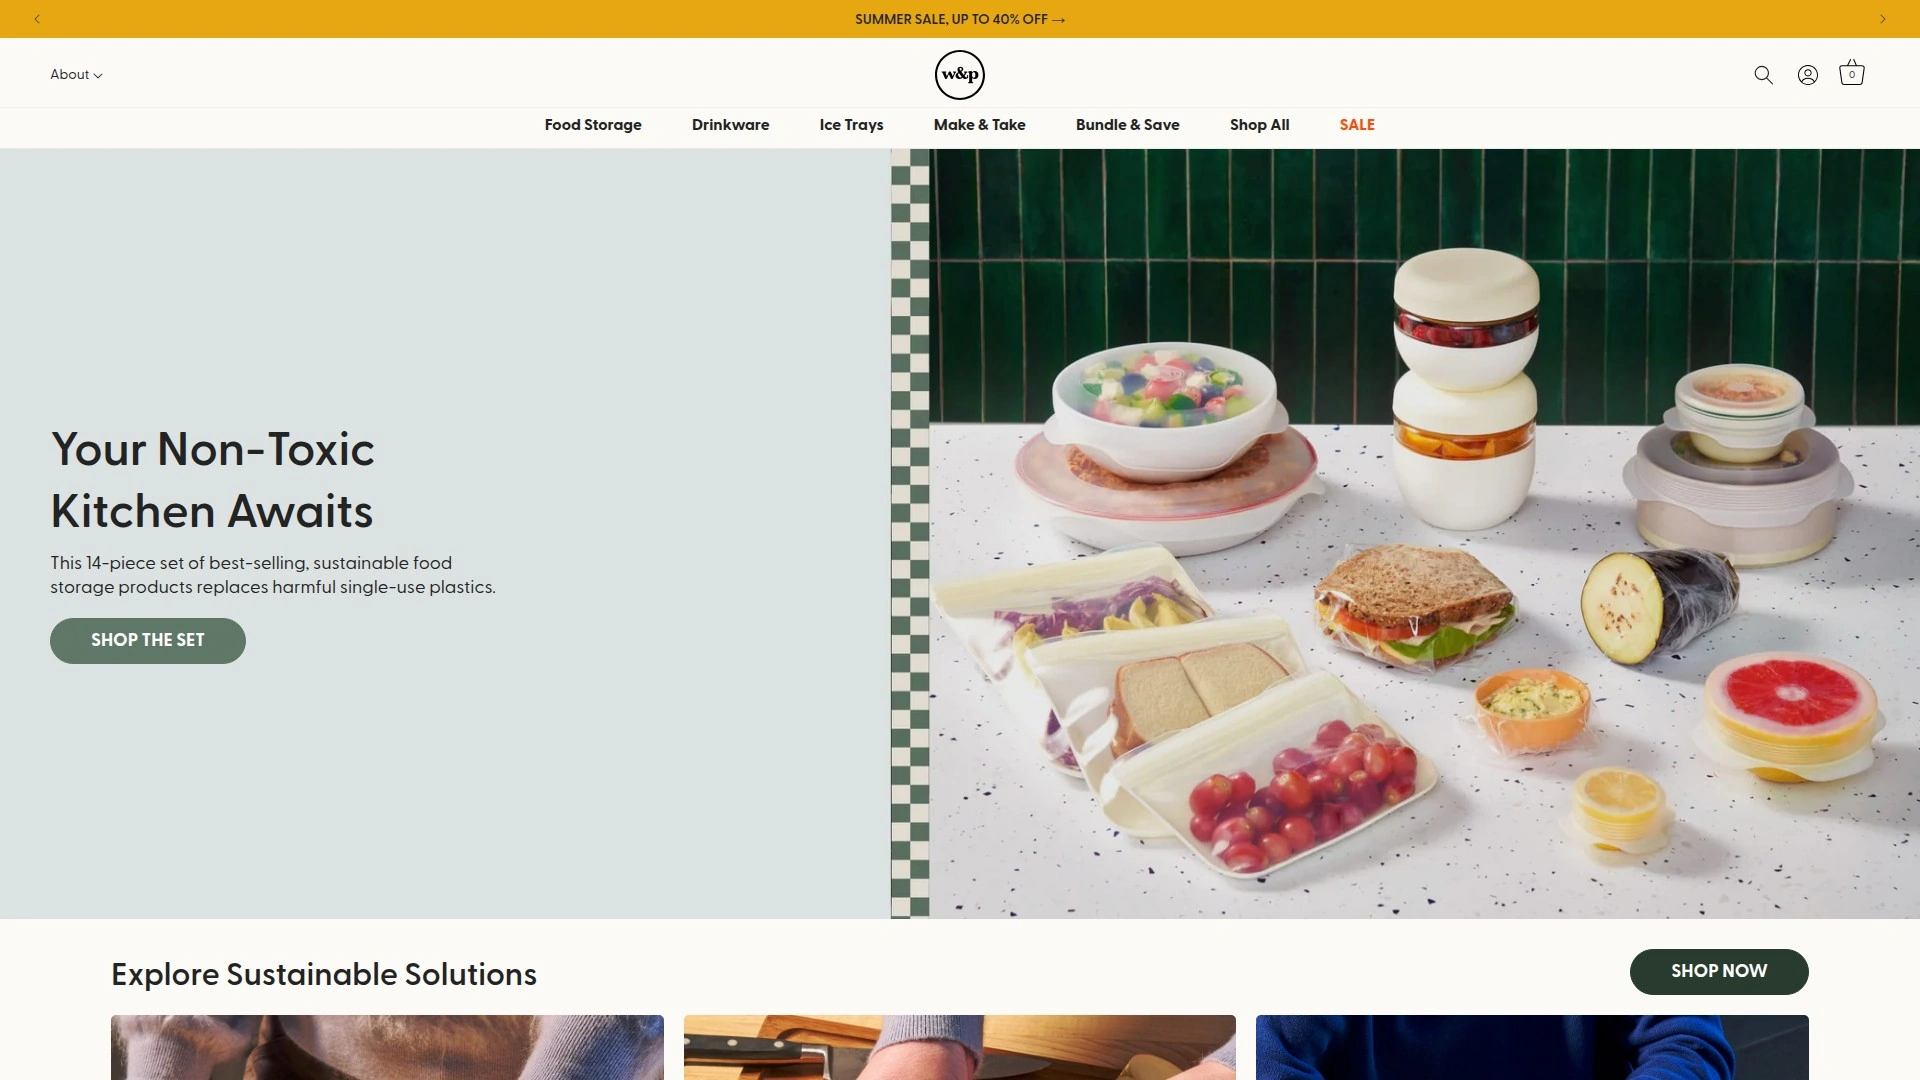 SUMMER SALE, UP TO 40% OFF →
About
w&p
0
Food Storage
Drinkware
Ice Trays
Make & Take
Bundle & Save
Shop All
SALE
Your Non-Toxic
Kitchen Awaits
This 14-piece set of best-selling, sustainable food
storage products replaces harmful single-use plastics.
SHOP THE SET
Explore Sustainable Solutions
SHOP NOW